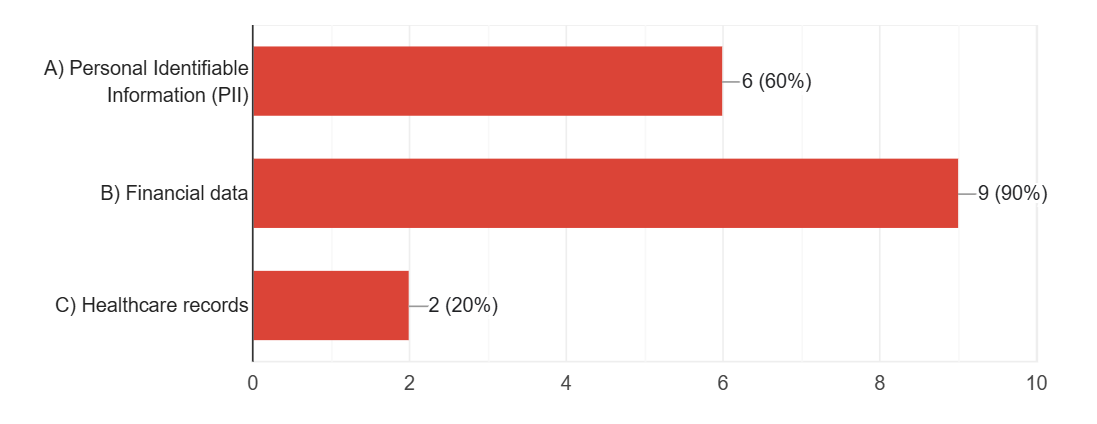 A) Personal Identifiable
Information (PII)
6 (60%)
B) Financial data
9 (90%)
C) Healthcare records
2 (20%)
0 2 4 6 8 10